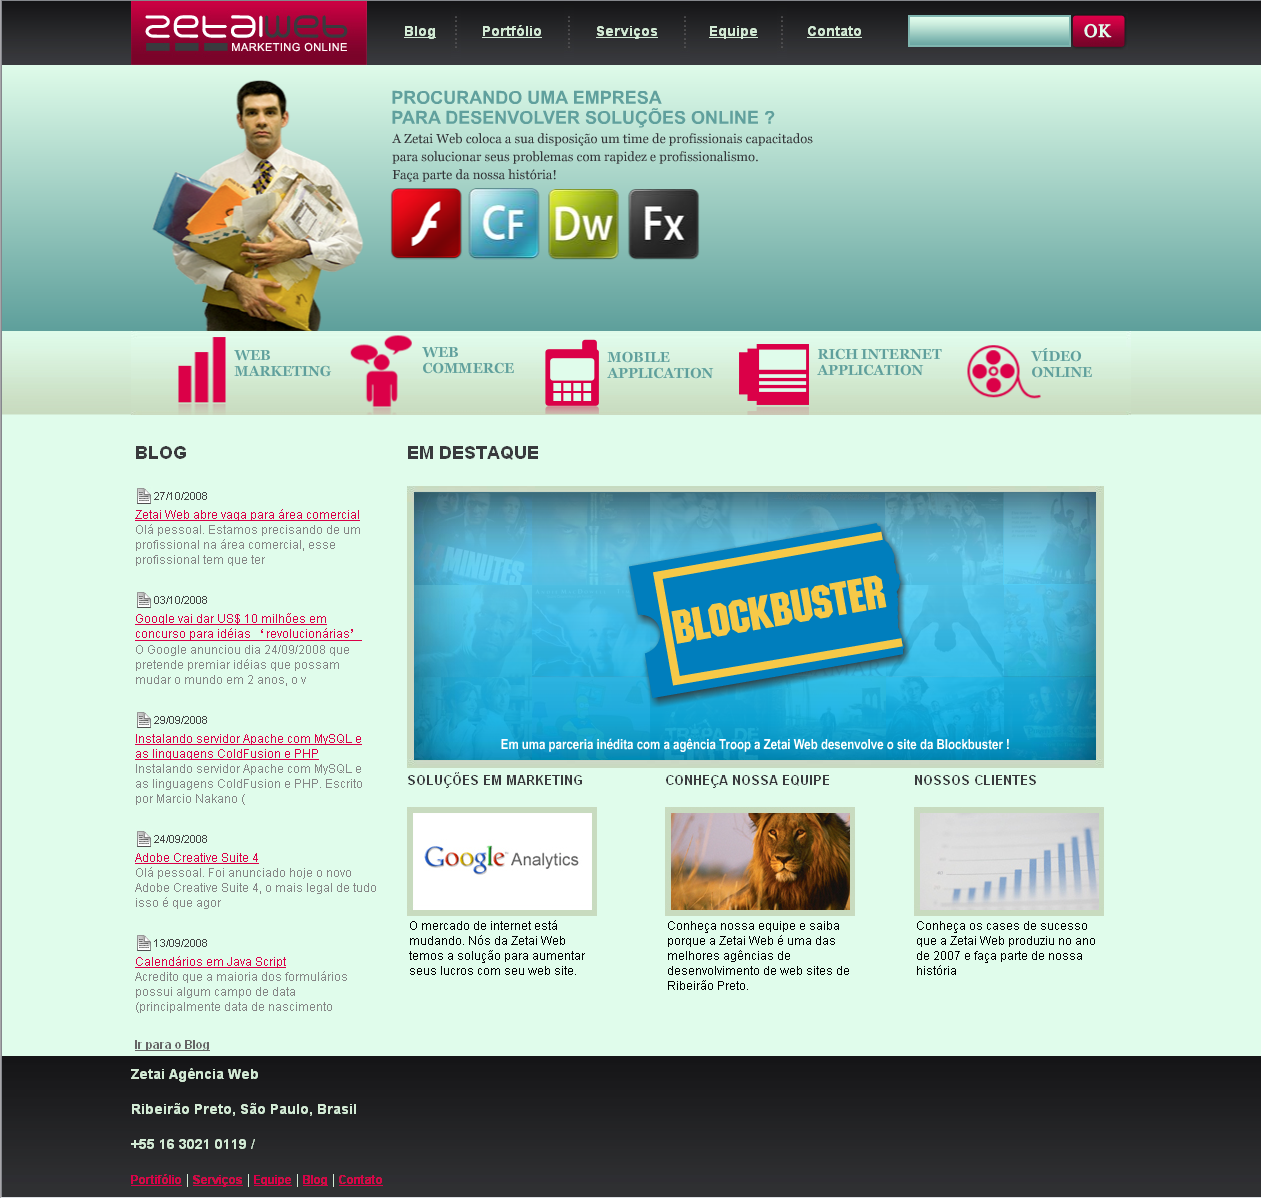 zetaiweb
MARKETING ONLINE
Blog
Portfólio
Serviços
Equipe
Contato
OK
PROCURANDO UMA EMPRESA
PARA DESENVOLVER SOLUÇÕES ONLINE ?
A Zetai Web coloca a sua disposição um time de profissionais capacitados
para solucionar seus problemas com rapidez e profissionalismo.
Faça parte da nossa história!
CF
Dw
Fx
WEB
MARKETING
WEB
COMMERCE
MOBILE
APPLICATION
RICH INTERNET
APPLICATION
VÍDEO
ONLINE
BLOG
27/10/2008
Zetai Web abre vaga para área comercial
Olá pessoal. Estamos precisando de um
profissional na área comercial, esse
profissional tem que ter
03/10/2008
Google vai dar US$ 10 milhões em
concurso para idéias ‘revolucionárias’
O Google anunciou dia 24/09/2008 que
pretende premiar idéias que possam
mudar o mundo em 2 anos, o v
29/09/2008
Instalando servidor Apache com MySQL e
as linguagens ColdFusion e PHP
Instalando servidor Apache com MySQL e
as linguagens ColdFusion e PHP. Escrito
por Marcio Nakano (
24/09/2008
Adobe Creative Suite 4
Olá pessoal. Foi anunciado hoje o novo
Adobe Creative Suite 4, o mais legal de tudo
isso é que agor
13/09/2008
Calendários em Java Script
Acredito que a maioria dos formulários
possui algum campo de data
(principalmente data de nascimento
Ir para o Blog
EM DESTAQUE
MINUTES
BLOCKBUSTER
TROPA DE
Em uma parceria inédita com a agência Troop a Zetai Web desenvolve o site da Blockbuster !
SOLUÇÕES EM MARKETING
Google Analytics
O mercado de internet está
mudando. Nós da Zetai Web
temos a solução para aumentar
seus lucros com seu web site.
CONHEÇA NOSSA EQUIPE
Conheça nossa equipe e saiba
porque a Zetai Web é uma das
melhores agências de
desenvolvimento de web sites de
Ribeirão Preto.
NOSSOS CLIENTES
Conheça os cases de sucesso
que a Zetai Web produziu no ano
de 2007 e faça parte de nossa
história
Zetai Agência Web
Ribeirão Preto, São Paulo, Brasil
+55 16 3021 0119 /
Portifólio | Serviços | Equipe | Blog | Contato